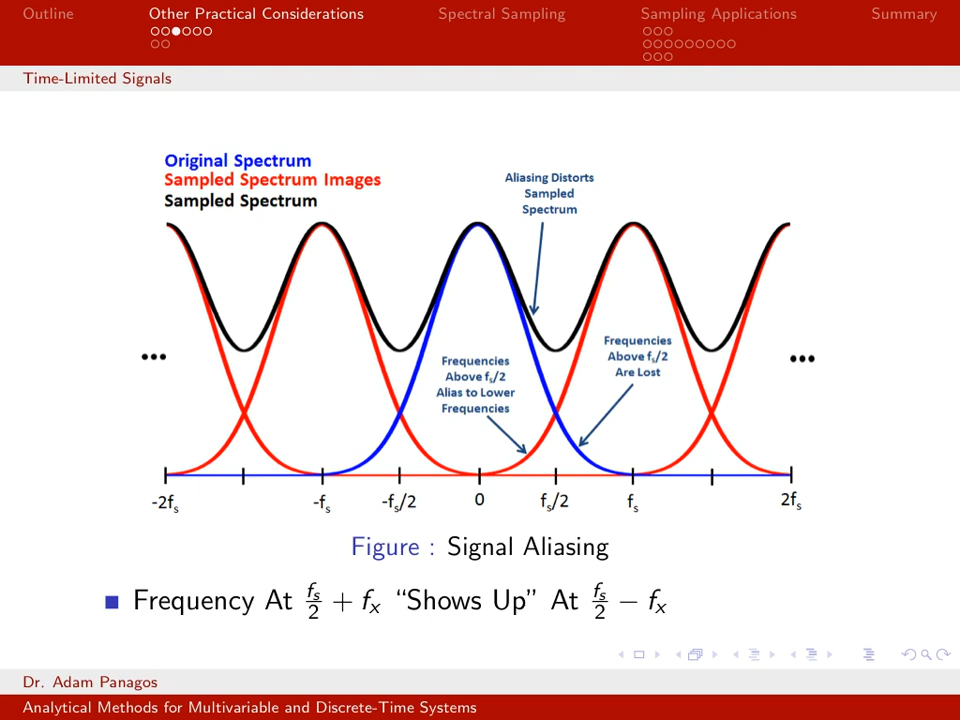 Outline
Other Practical Considerations
Spectral Sampling
Sampling Applications
Summary
Time-Limited Signals
Original Spectrum
Sampled Spectrum Images
Sampled Spectrum
Aliasing Distorts
Sampled
Spectrum
Frequencies
Above fs/2
Are Lost
Frequencies
Above fs/2
Alias to Lower
Frequencies
•••
•••
-2fs
-fs
-fs/2
0
fs/2
fs
2fs
Figure : Signal Aliasing
Frequency At fs/2 + fx “Shows Up” At fs/2 − fx
Dr. Adam Panagos
Analytical Methods for Multivariable and Discrete-Time Systems